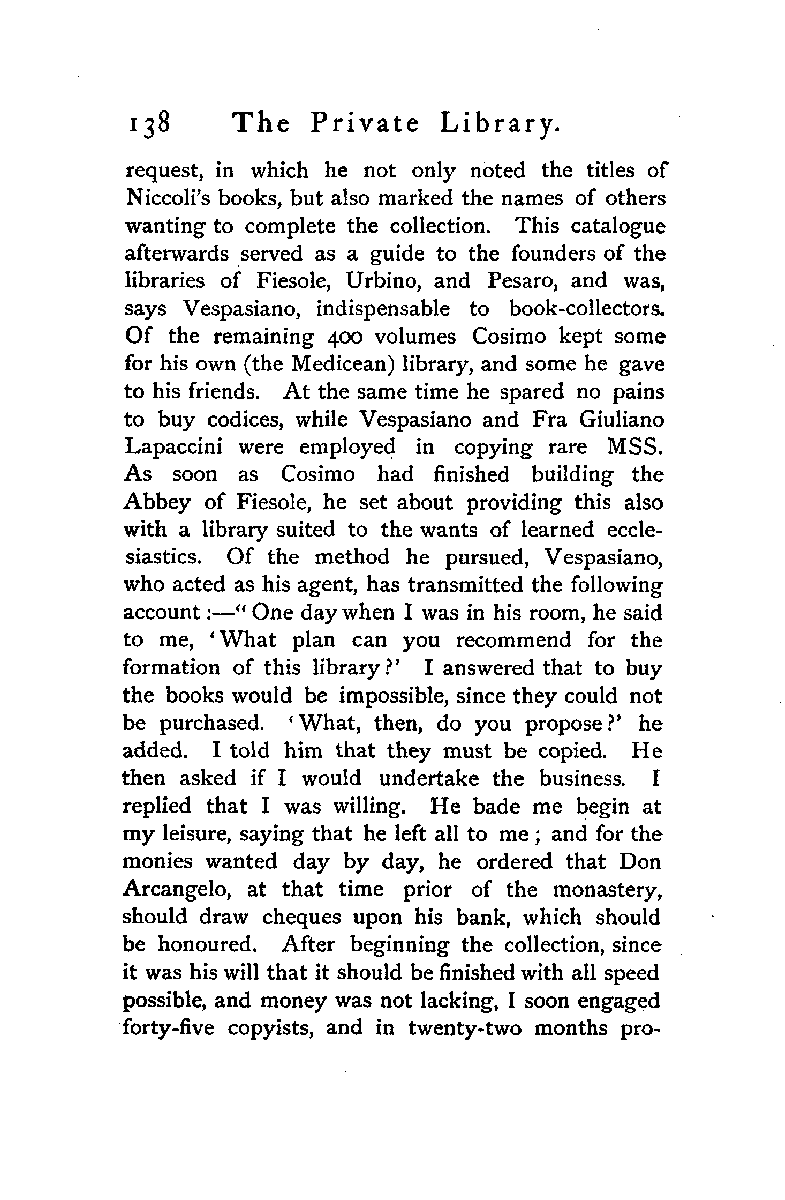 138 The Private Library.
request, in which he not only noted the titles of
Niccoli's books, but also marked the names of others
wanting to complete the collection. This catalogue
afterwards served as a guide to the founders of the
libraries of Fiesole, Urbino, and Pesaro, and was,
says Vespasiano, indispensable to book-collectors.
Of the remaining 400 volumes Cosimo kept some
for his own (the Medicean) library, and some he gave
to his friends. At the same time he spared no pains
to buy codices, while Vespasiano and Fra Giuliano
Lapaccini were employed in copying rare MSS.
As soon as Cosimo had finished building the
Abbey of Fiesole, he set about providing this also
with a library suited to the wants of learned eccle-
siastics. Of the method he pursued, Vespasiano,
who acted as his agent, has transmitted the following
account :—" One day when I was in his room, he said
to me, ' What plan can you recommend for the
formation of this library ?' I answered that to buy
the books would be impossible, since they could not
be purchased. ' What, then, do you propose ?' he
added. I told him that they must be copied. He
then asked if I would undertake the business. I
replied that I was willing. He bade me begin at
my leisure, saying that he left all to me ; and for the
monies wanted day by day, he ordered that Don
Arcangelo, at that time prior of the monastery,
should draw cheques upon his bank, which should
be honoured. After beginning the collection, since
it was his will that it should be finished with all speed
possible, and money was not lacking, I soon engaged
forty-five copyists, and in twenty-two months pro-